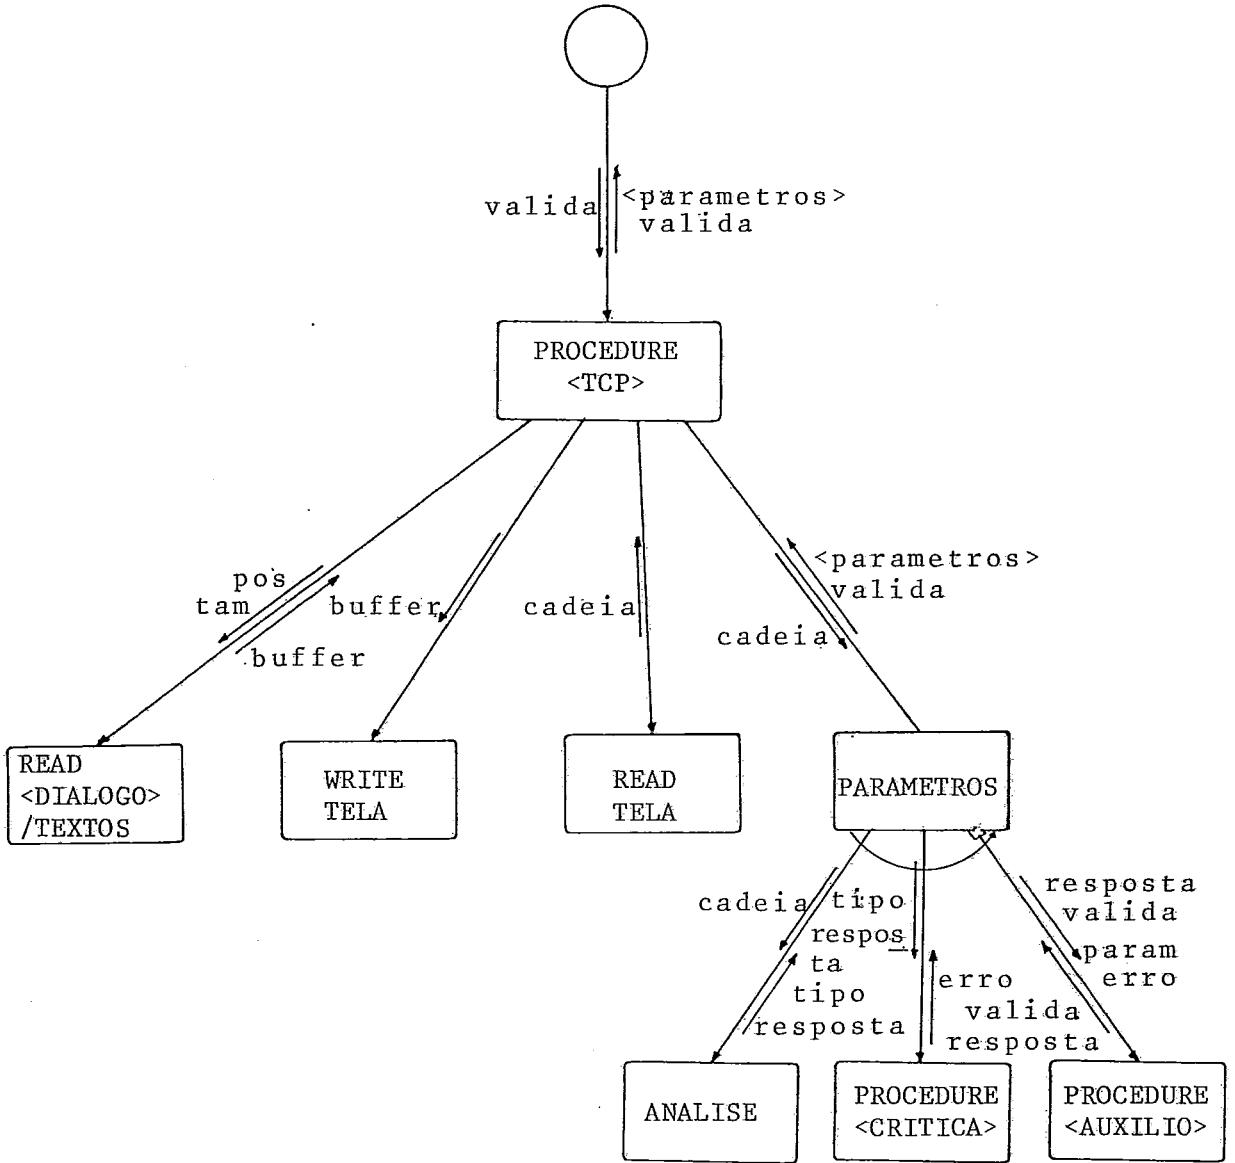 valida
<parametros>
valida
PROCEDURE
<TCP>
pos
tam
buffer
buffer
cadeia
<parametros>
valida
cadeia
READ
<DIALOGO>
/TEXTOS
WRITE
TELA
READ
TELA
PARAMETROS
cadeia
tipo
respos
ta
tipo
resposta
erro
valida
resposta
resposta
valida
param
erro
ANALISE
PROCEDURE
<CRITICA>
PROCEDURE
<AUXILIO>